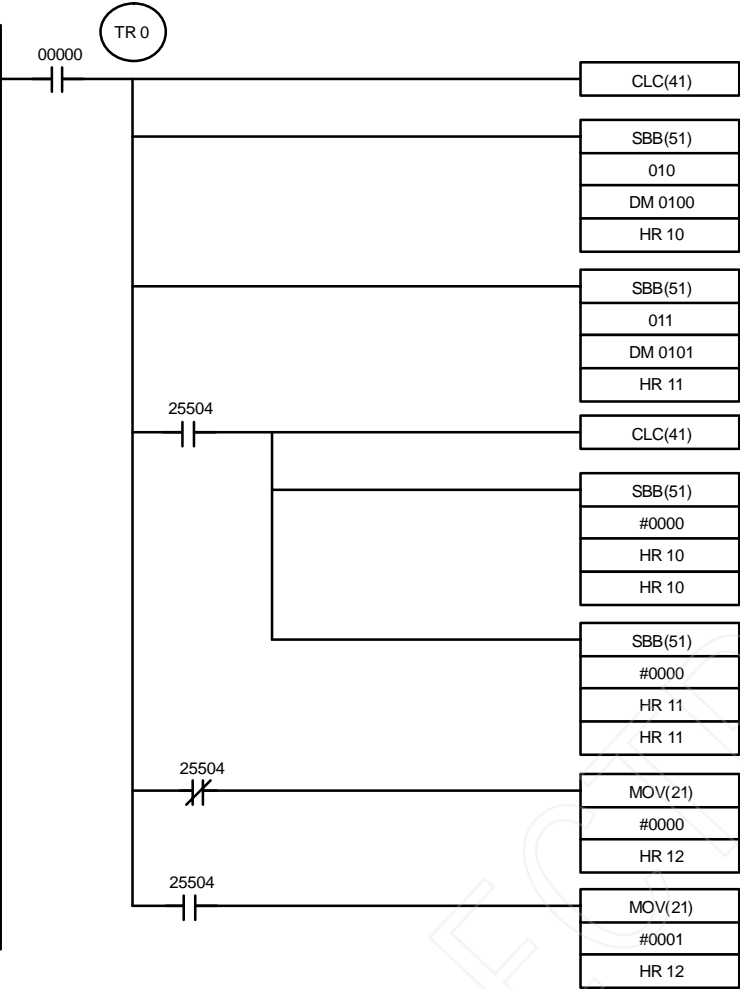 TR 0
00000
CLC(41)
SBB(51)
010
DM 0100
HR 10
SBB(51)
011
DM 0101
HR 11
25504
CLC(41)
SBB(51)
#0000
HR 10
HR 10
SBB(51)
#0000
HR 11
HR 11
25504
MOV(21)
#0000
HR 12
25504
MOV(21)
#0001
HR 12